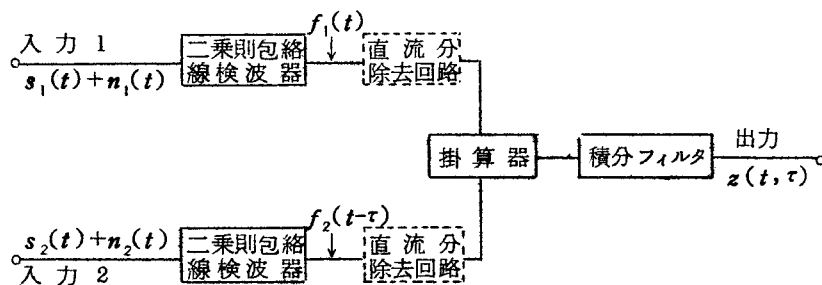 入力 1
s₁(t)+n₁(t)
二乗則包絡
線検波器
f₁(t)
直流分
除去回路
掛算器
積分フィルタ
出力
z(t,τ)
s₂(t)+n₂(t)
入力 2
二乗則包絡
線検波器
f₂(t-τ)
直流分
除去回路